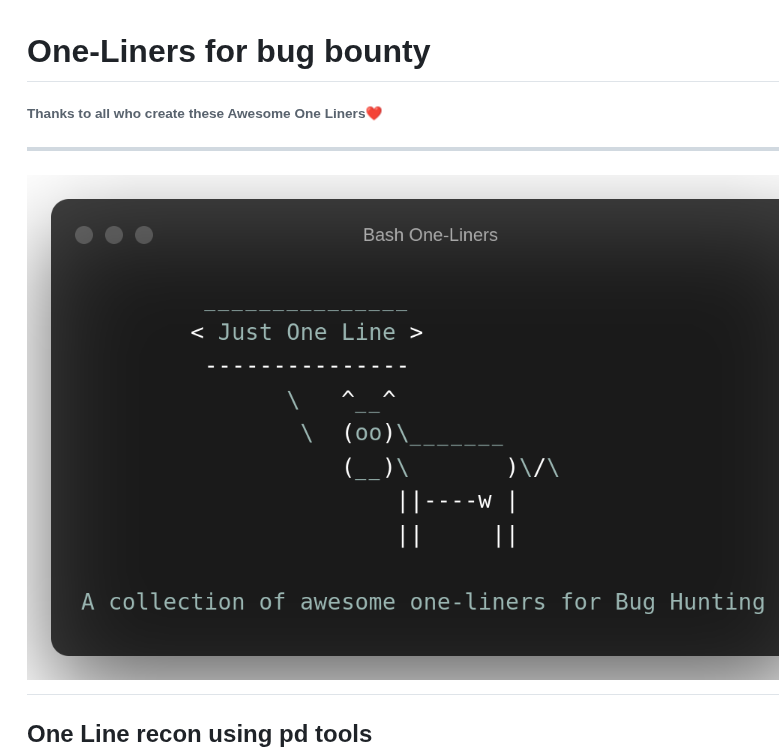 One-Liners for bug bounty
Thanks to all who create these Awesome One Liners❤️
Bash One-Liners
_______________
< Just One Line >
---------------
\   ^__^
\  (oo)\_______
(__)\       )\/\
||----w |
||     ||
A collection of awesome one-liners for Bug Hunting
One Line recon using pd tools